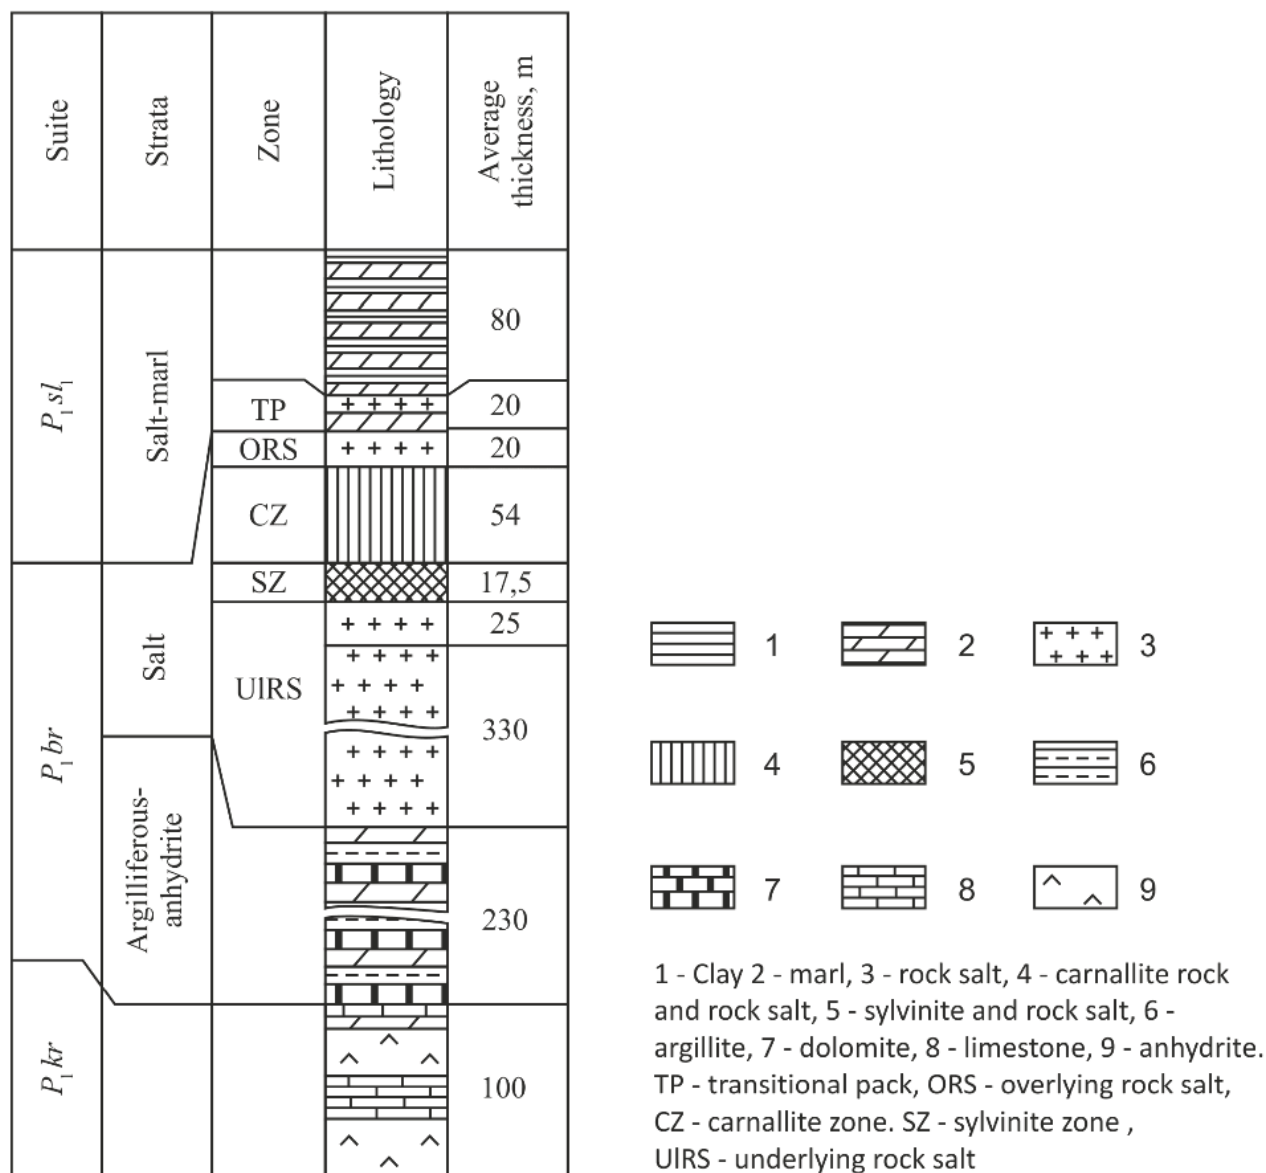 Suite
Strata
Zone
Lithology
Average
thickness, m
P₁sl₁
Salt-marl
80
TP
20
ORS
20
CZ
54
SZ
17,5
25
Salt
UlRS
330
P₁br
Argilliferous-
anhydrite
230
P₁kr
100
1
2
3
4
5
6
7
8
9
1 - Clay 2 - marl, 3 - rock salt, 4 - carnallite rock
and rock salt, 5 - sylvinite and rock salt, 6 -
argillite, 7 - dolomite, 8 - limestone, 9 - anhydrite.
TP - transitional pack, ORS - overlying rock salt,
CZ - carnallite zone. SZ - sylvinite zone ,
UlRS - underlying rock salt